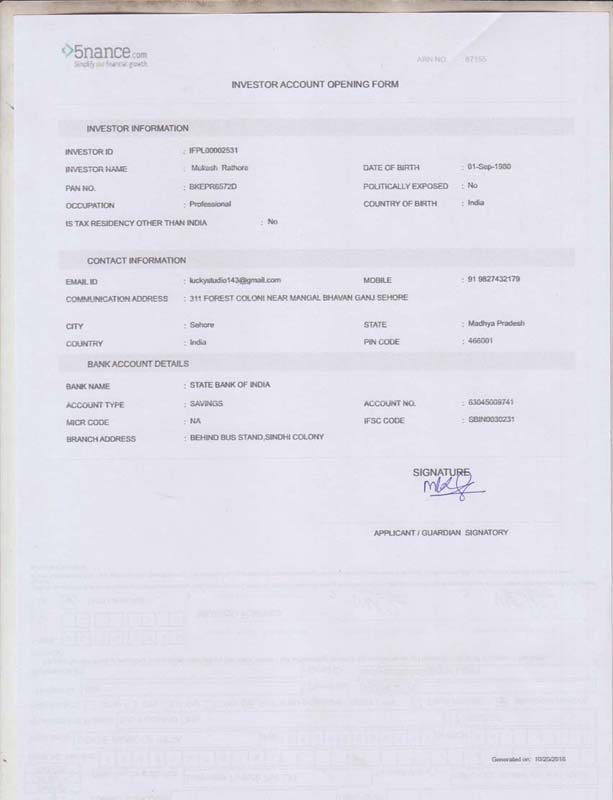 5nance.com
Simplify our financial growth
ARN NO. 87165
INVESTOR ACCOUNT OPENING FORM
INVESTOR INFORMATION
INVESTOR ID : IFPL00002531
INVESTOR NAME : Mukesh Rathore DATE OF BIRTH : 01-Sep-1980
PAN NO. : BKEPR6572D POLITICALLY EXPOSED : No
OCCUPATION : Professional COUNTRY OF BIRTH : India
IS TAX RESIDENCY OTHER THAN INDIA : No
CONTACT INFORMATION
EMAIL ID : luckystudio143@gmail.com MOBILE : 91 9827432179
COMMUNICATION ADDRESS : 311 FOREST COLONI NEAR MANGAL BHAVAN GANJ SEHORE
CITY : Sehore STATE : Madhya Pradesh
COUNTRY : India PIN CODE : 466001
BANK ACCOUNT DETAILS
BANK NAME : STATE BANK OF INDIA
ACCOUNT TYPE : SAVINGS ACCOUNT NO. : 63045009741
MICR CODE : NA IFSC CODE : SBIN0030231
BRANCH ADDRESS : BEHIND BUS STAND,SINDHI COLONY
SIGNATURE
APPLICANT / GUARDIAN SIGNATORY
Generated on: 10/25/2016